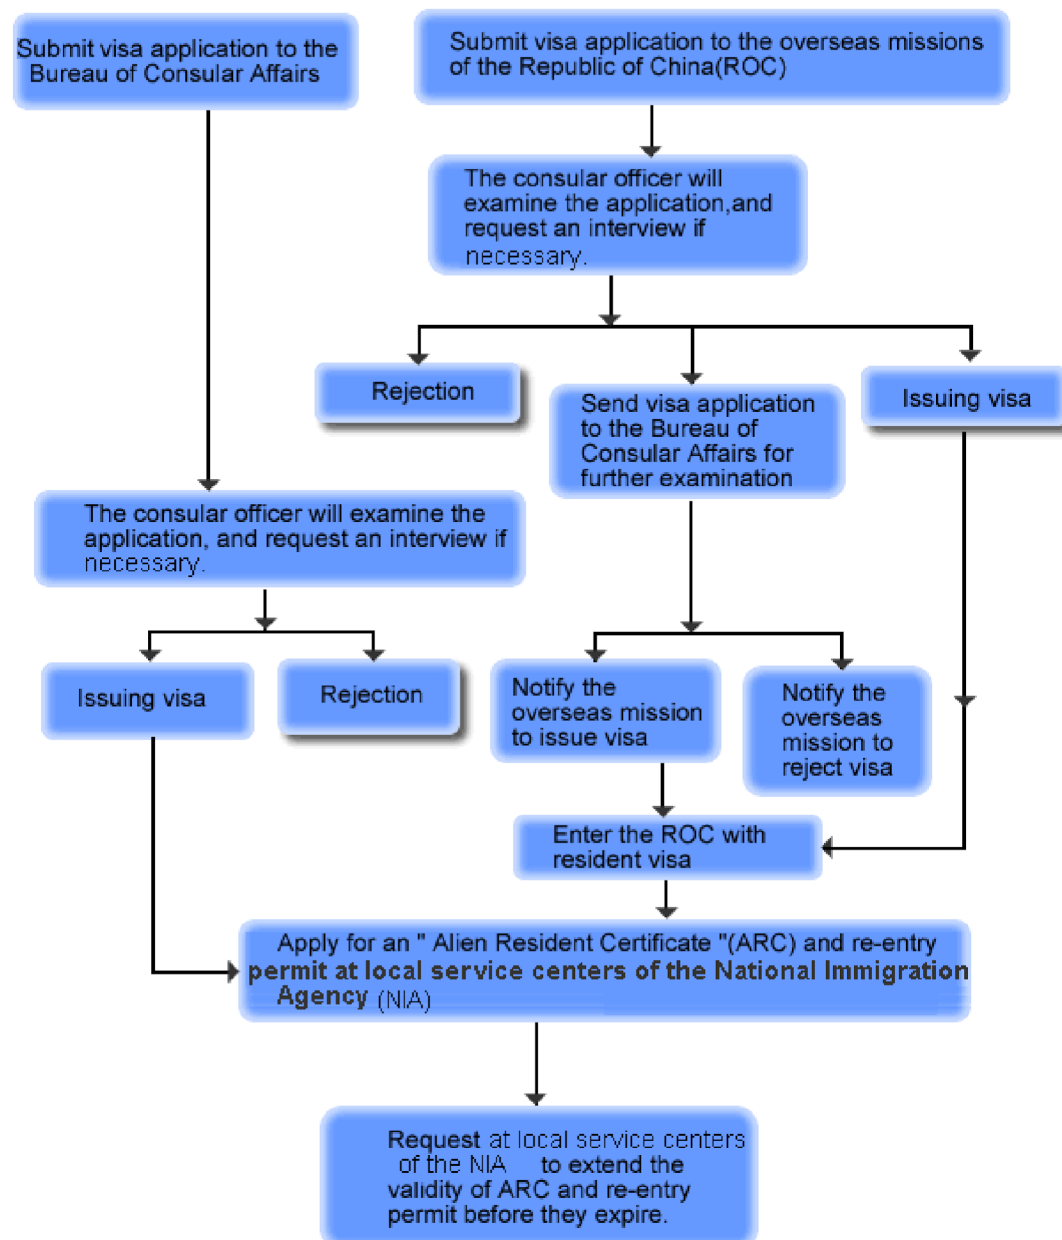 Submit visa application to the
Bureau of Consular Affairs
Submit visa application to the overseas missions
of the Republic of China(ROC)
The consular officer will
examine the application,and
request an interview if
necessary.
Rejection
Send visa application
to the Bureau of
Consular Affairs for
further examination
Issuing visa
The consular officer will examine the
application, and request an interview if
necessary.
Issuing visa
Rejection
Notify the
overseas mission
to issue visa
Notify the
overseas
mission to
reject visa
Enter the ROC with
resident visa
Apply for an " Alien Resident Certificate "(ARC) and re-entry
permit at local service centers of the National Immigration
Agency (NIA)
Request at local service centers
of the NIA to extend the
validity of ARC and re-entry
permit before they expire.